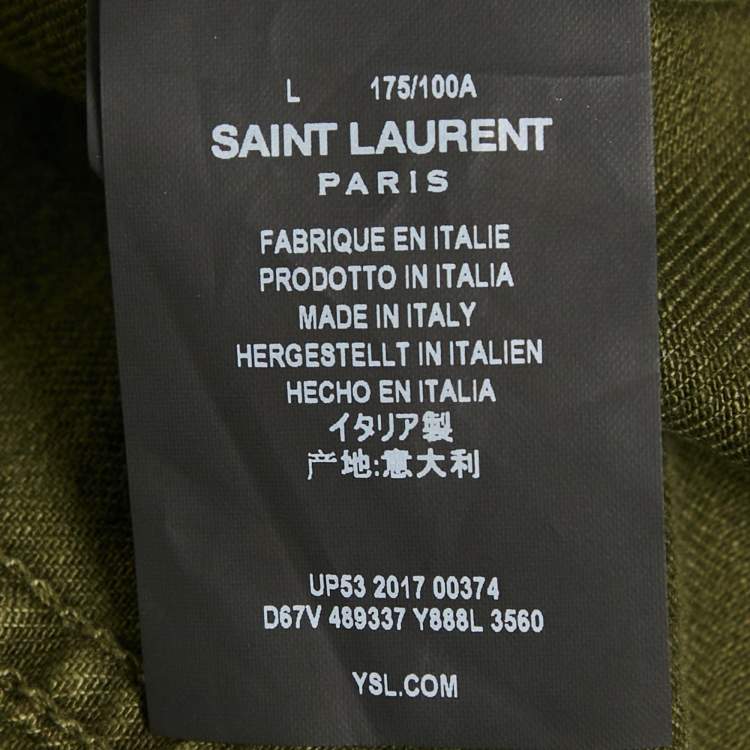 L 175/100A
SAINT LAURENT
PARIS
FABRIQUE EN ITALIE
PRODOTTO IN ITALIA
MADE IN ITALY
HERGESTELLT IN ITALIEN
HECHO EN ITALIA
イタリア製
产地:意大利
UP53 2017 00374
D67V 489337 Y888L 3560
YSL.COM